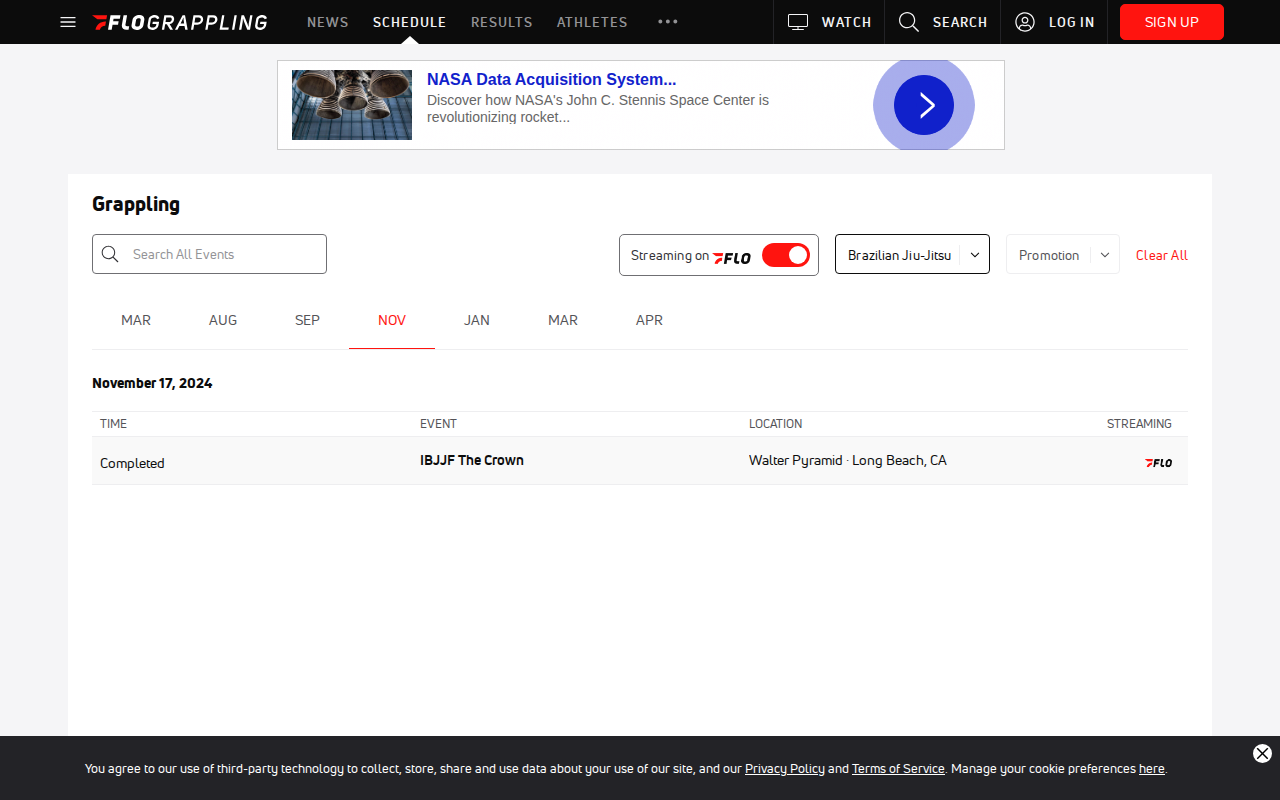 FLOGRAPPLING NEWS SCHEDULE RESULTS ATHLETES WATCH SEARCH LOG IN SIGN UP
NASA Data Acquisition System...
Discover how NASA's John C. Stennis Space Center is
revolutionizing rocket...
Grappling
Search All Events Streaming on FLO Brazilian Jiu-Jitsu Promotion Clear All
MAR AUG SEP NOV JAN MAR APR
November 17, 2024
TIME EVENT LOCATION STREAMING
Completed IBJJF The Crown Walter Pyramid · Long Beach, CA FLO
You agree to our use of third-party technology to collect, store, share and use data about your use of our site, and our Privacy Policy and Terms of Service. Manage your cookie preferences here.